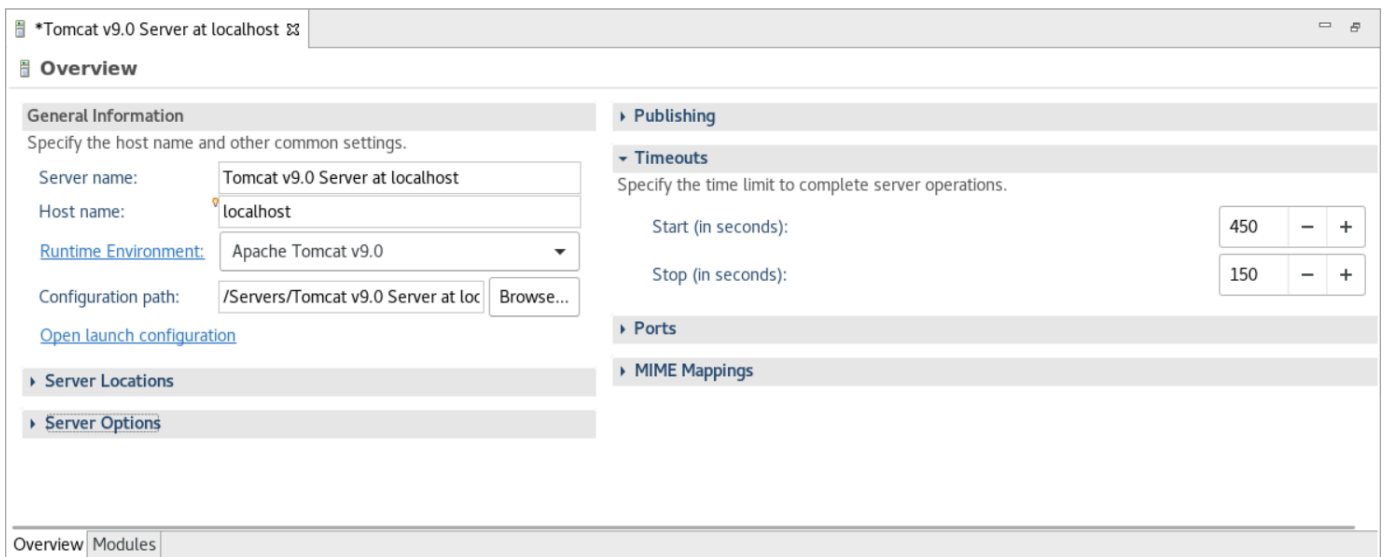 *Tomcat v9.0 Server at localhost
Overview
General Information
Specify the host name and other common settings.
Server name: Tomcat v9.0 Server at localhost
Host name: localhost
Runtime Environment: Apache Tomcat v9.0
Configuration path: /Servers/Tomcat v9.0 Server at loc Browse...
Open launch configuration
Server Locations
Server Options
Publishing
Timeouts
Specify the time limit to complete server operations.
Start (in seconds): 450 − +
Stop (in seconds): 150 − +
Ports
MIME Mappings
Overview Modules